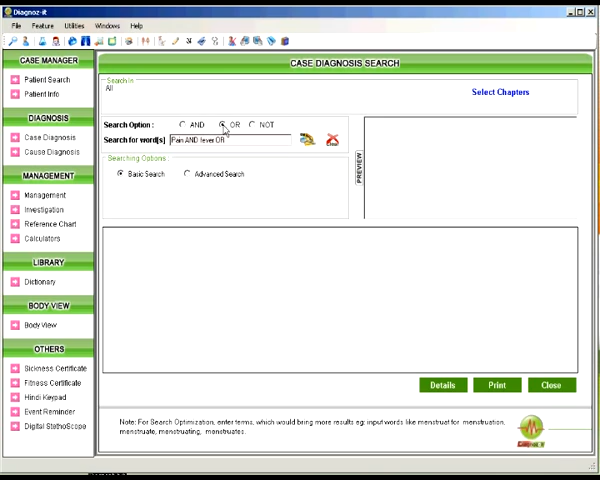 Diagnoz-it
File Feature Utilities Windows Help
CASE MANAGER
Patient Search
Patient Info
DIAGNOSIS
Case Diagnosis
Cause Diagnosis
MANAGEMENT
Management
Investigation
Reference Chart
Calculators
LIBRARY
Dictionary
BODY VIEW
Body View
OTHERS
Sickness Certificate
Fitness Certificate
Hindi Keypad
Event Reminder
Digital StethoScope
CASE DIAGNOSIS SEARCH
Search In
All
Select Chapters
Search Option : AND OR NOT
Search for word[s] Pain AND fever OR
Searching Options :
Basic Search Advanced Search
PREVIEW
Details Print Close
Note: For Search Optimization, enter terms, which would bring more results eg: input words like menstruat for menstruation,
menstruate, menstruating, menstruates.